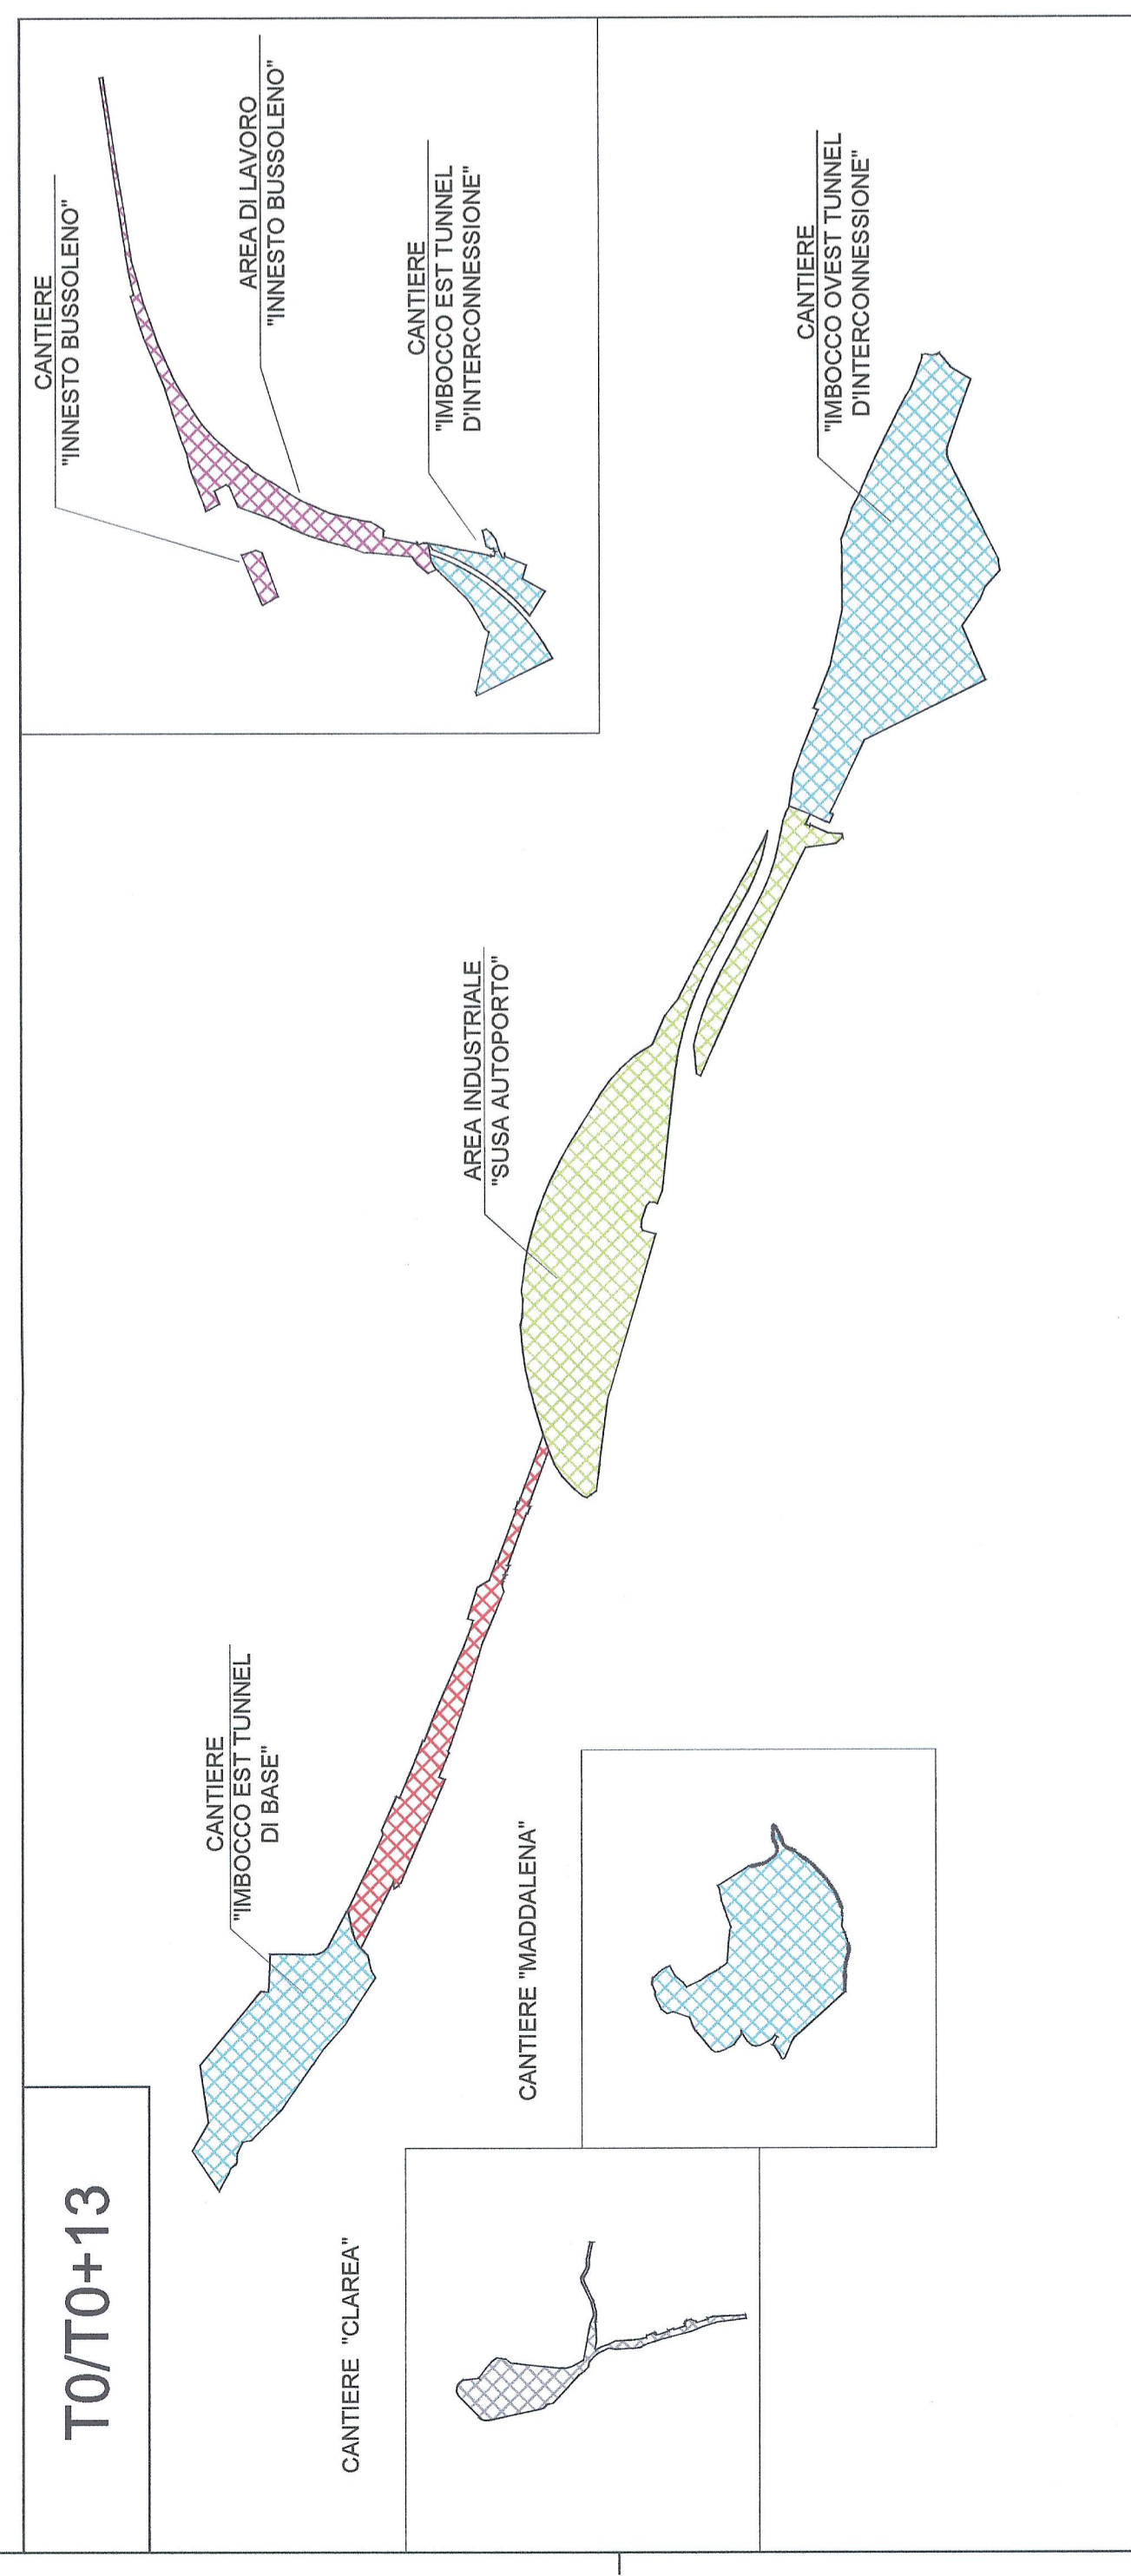 T0/T0+13
CANTIERE
"IMBOCCO EST TUNNEL
DI BASE"
CANTIERE "CLAREA"
CANTIERE "MADDALENA"
AREA INDUSTRIALE
"SUSA AUTOPORTO"
CANTIERE
"INNESTO BUSSOLENO"
AREA DI LAVORO
"INNESTO BUSSOLENO"
CANTIERE
"IMBOCCO EST TUNNEL
D'INTERCONNESSIONE"
CANTIERE
"IMBOCCO OVEST TUNNEL
D'INTERCONNESSIONE"